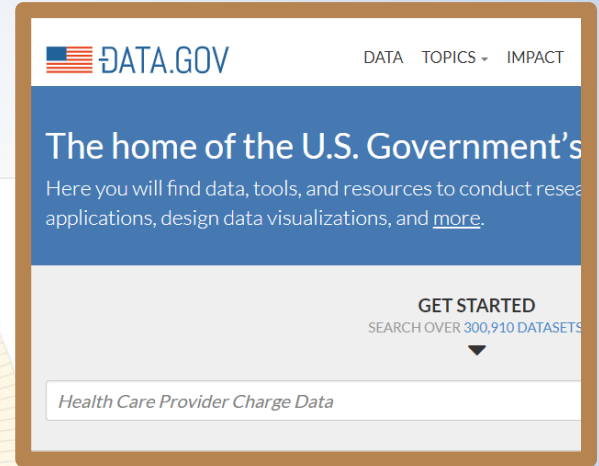 DATA.GOV
DATA TOPICS IMPACT
The home of the U.S. Government's
Here you will find data, tools, and resources to conduct
applications, design data visualizations, and more.
GET STARTED
SEARCH OVER 300,910 DATASETS
Health Care Provider Charge Data